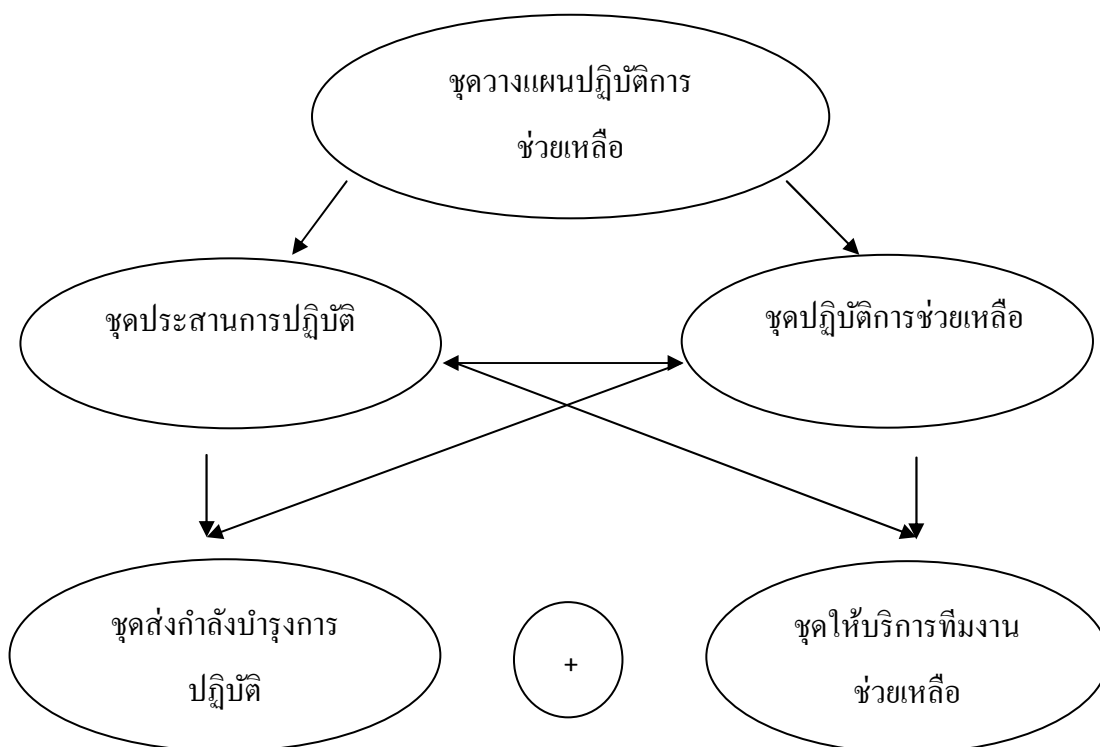 ชุดวางแผนปฏิบัติการ
ช่วยเหลือ
ชุดประสานการปฏิบัติ
ชุดปฏิบัติการช่วยเหลือ
ชุดส่งกำลังบำรุงการ
ปฏิบัติ
+
ชุดให้บริการทีมงาน
ช่วยเหลือ